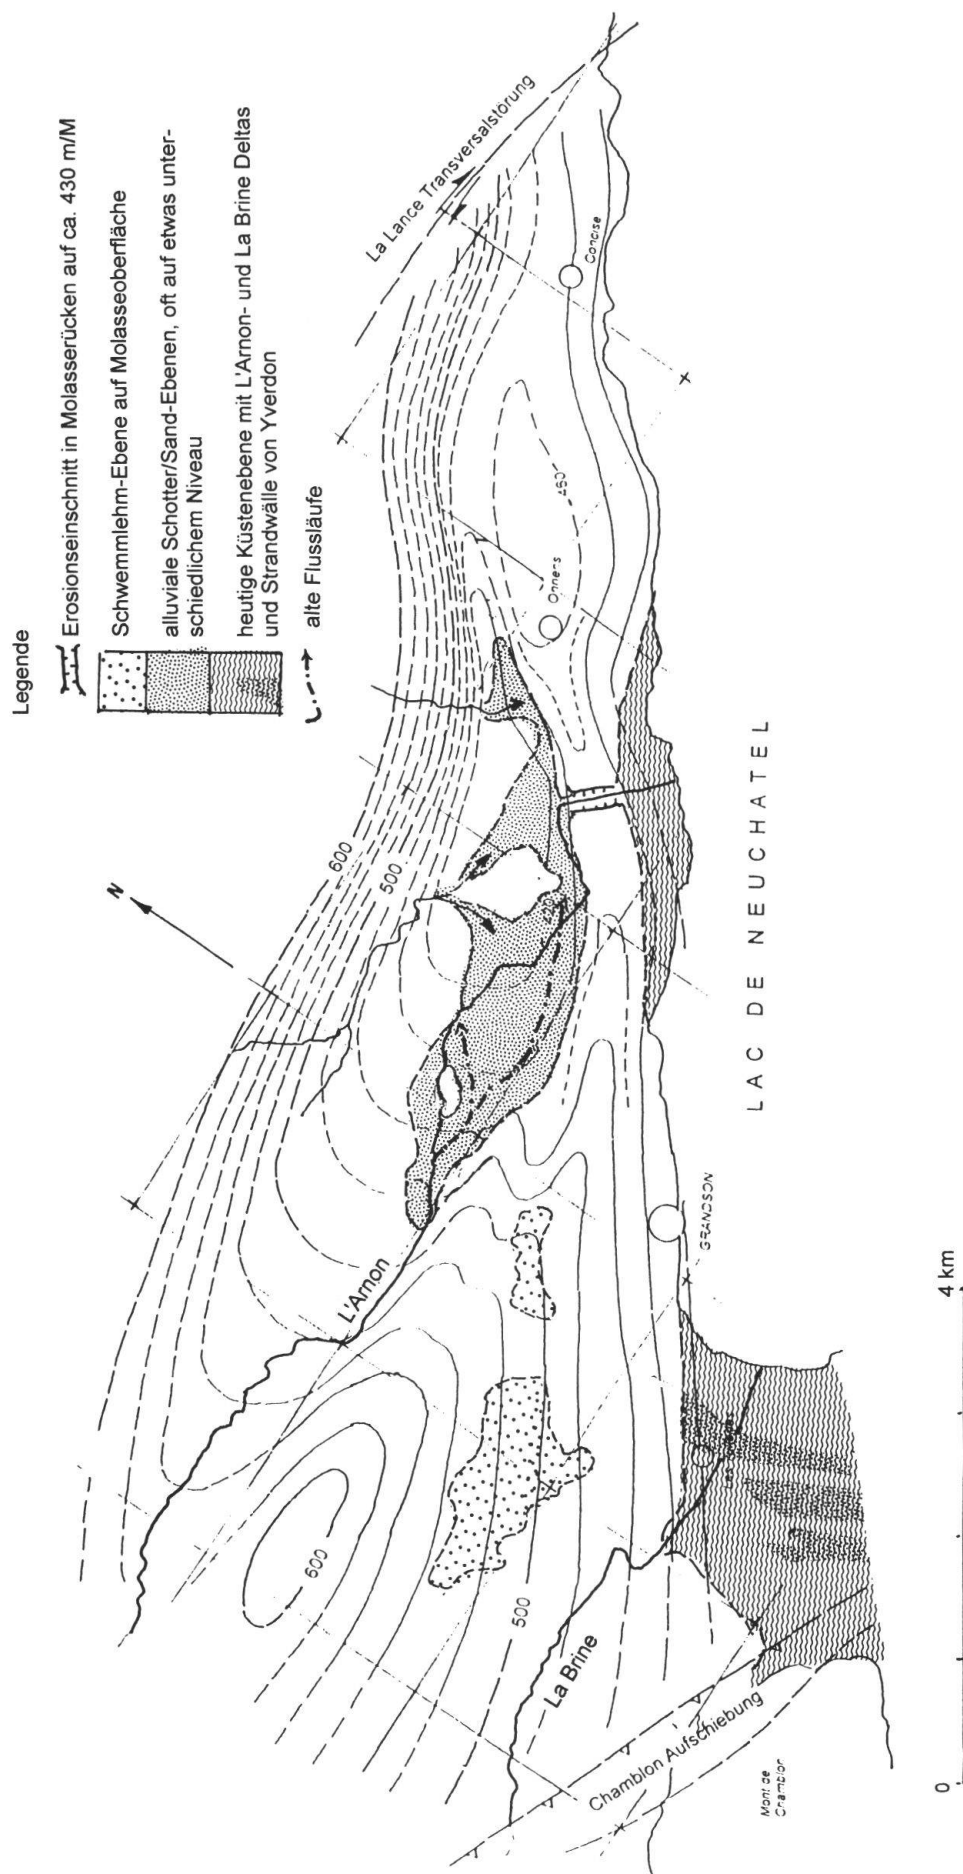 Legende
Erosionseinschnitt in Molasserücken auf ca. 430 m/M
Schwemmlehm-Ebene auf Molasseoberfläche
alluviale Schotter/Sand-Ebenen, oft auf etwas unter-
schiedlichem Niveau
heutige Küstenebene mit L'Arnon- und La Brine Deltas
und Strandwälle von Yverdon
alte Flussläufe
La Lance Transversalstörung
N
600
500
Concise
450
Onnens
L'Arnon
600
500
La Brine
GRANDSON
LAC DE NEUCHATEL
Chamblon Aufschiebung
Mont de
Chamblon
0
4 km